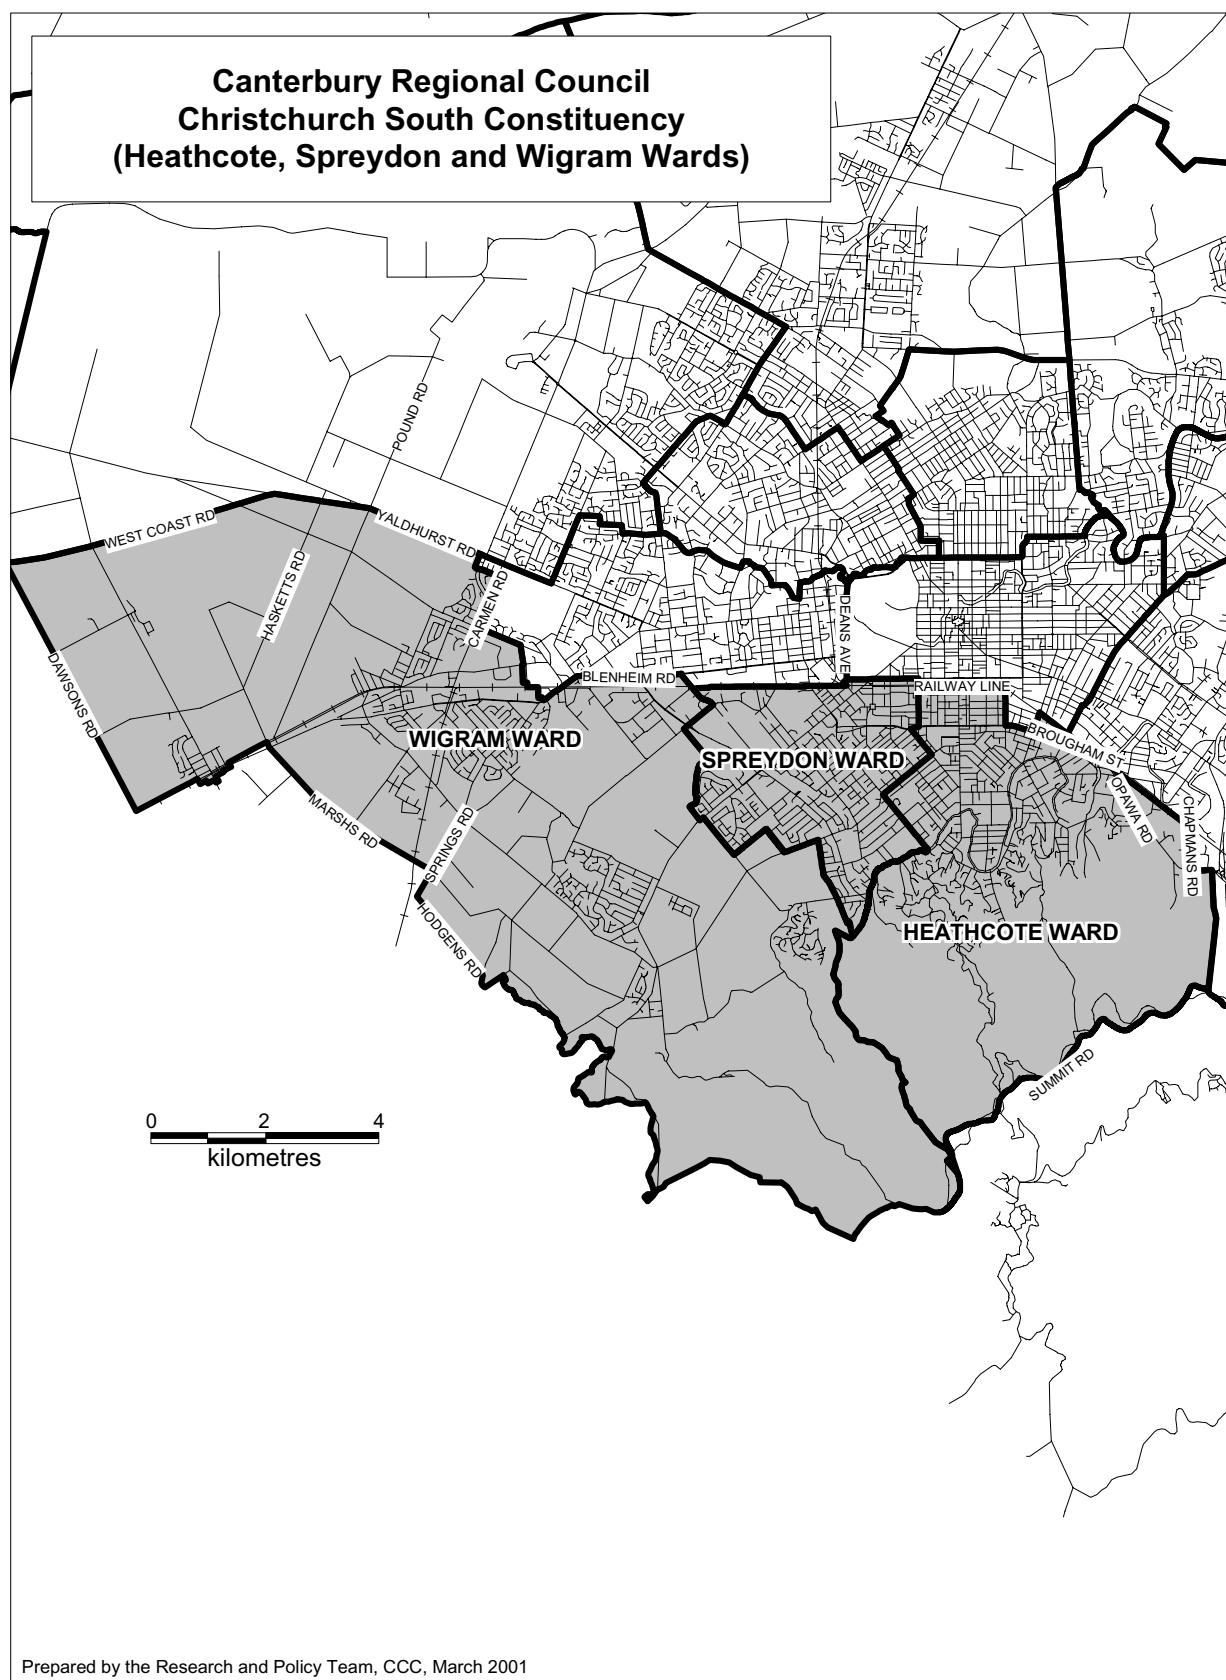 Canterbury Regional Council
Christchurch South Constituency
(Heathcote, Spreydon and Wigram Wards)
POUND RD
WEST COAST RD
YALDHURST RD
HASKETTS RD
CARMEN RD
DEANS AVE
DAWSONS RD
BLENHEIM RD
RAILWAY LINE
WIGRAM WARD
SPREYDON WARD
BROUGHAM ST
OPAWA RD
CHAPMANS RD
MARSHS RD
SPRINGS RD
HODGENS RD
HEATHCOTE WARD
SUMMIT RD
0 2 4
kilometres
Prepared by the Research and Policy Team, CCC, March 2001